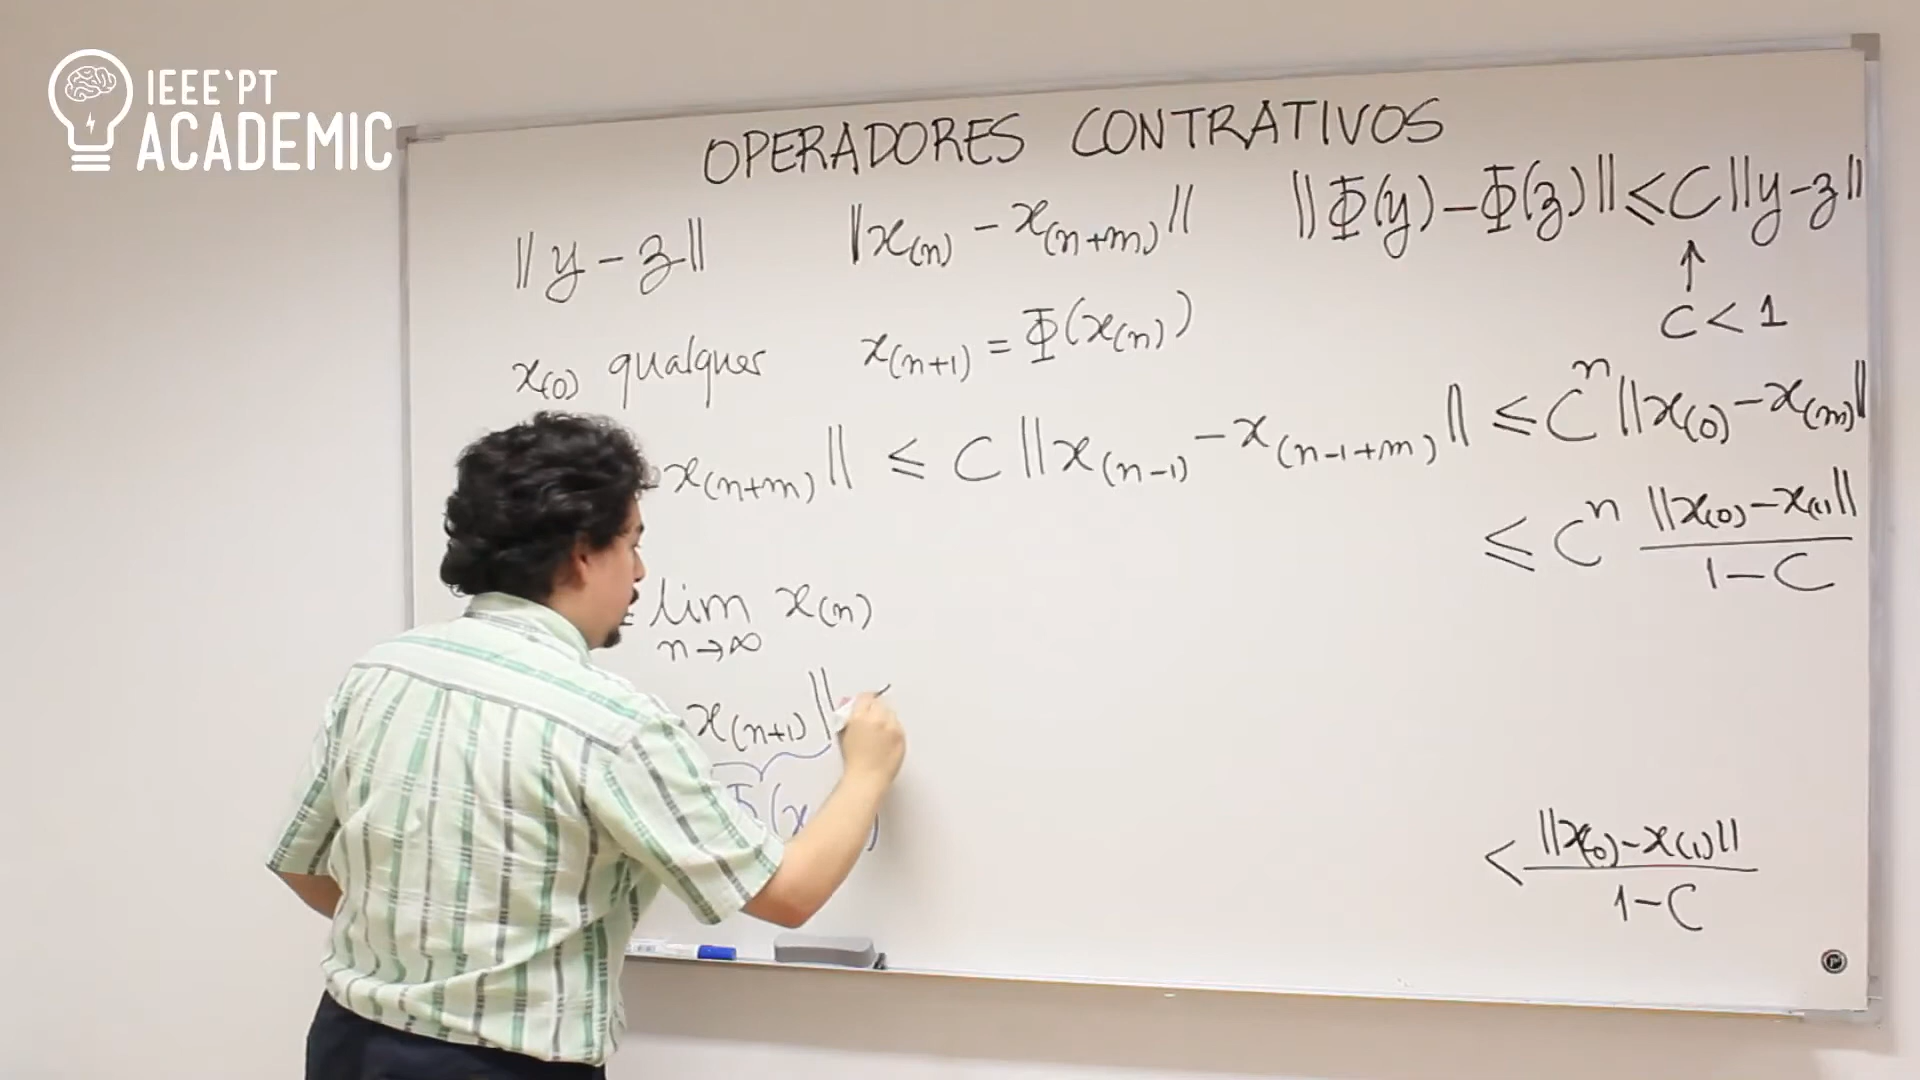 IEEE`PT
ACADEMIC
OPERADORES CONTRATIVOS
||y-z|| ||x(n) - x(n+m)|| ||Φ(y)-Φ(z)|| ≤ C||y-z||
↑
C < 1
x(0) qualquer x(n+1) = Φ(x(n))
x(n+m)|| ≤ C ||x(n-1) - x(n-1+m)|| ≤ C^n ||x(0) - x(m)||
≤ C^n ||x(0) - x(1)|| / 1-C
= lim n→∞ x(n)
x(n+1)||
Φ(x
< ||x(0) - x(1)|| / 1-C